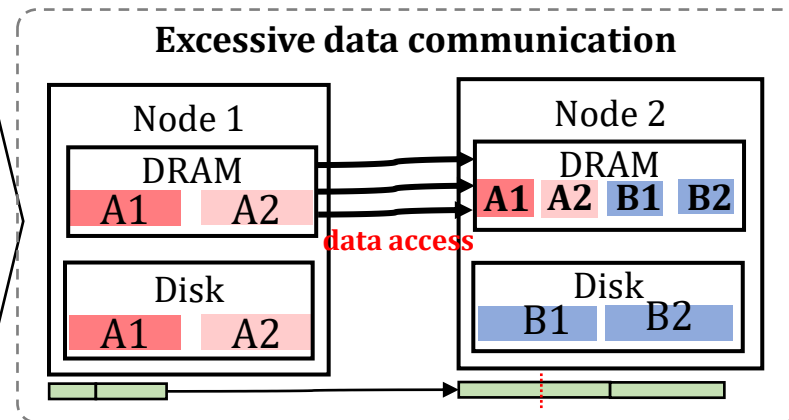 Excessive data communication
Node 1
DRAM
A1 A2
Disk
A1 A2
data access
Node 2
DRAM
A1 A2 B1 B2
Disk
B1 B2